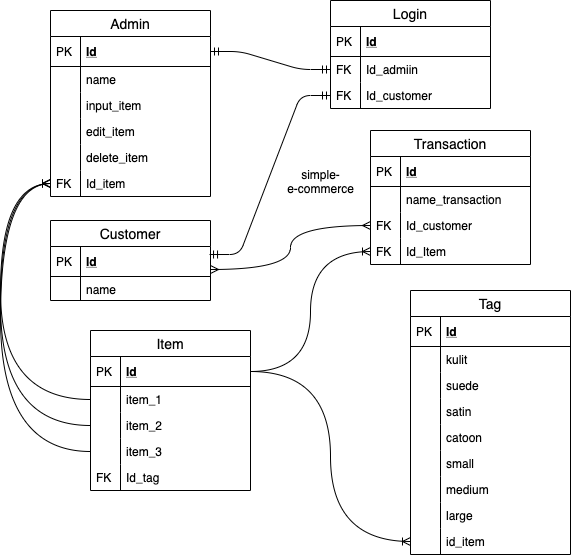 Admin
PK Id
name
input_item
edit_item
delete_item
FK Id_item
Login
PK Id
FK Id_admiin
FK Id_customer
simple-
e-commerce
Transaction
PK Id
name_transaction
FK Id_customer
FK Id_Item
Customer
PK Id
name
Item
PK Id
item_1
item_2
item_3
FK Id_tag
Tag
PK Id
kulit
suede
satin
catoon
small
medium
large
id_item